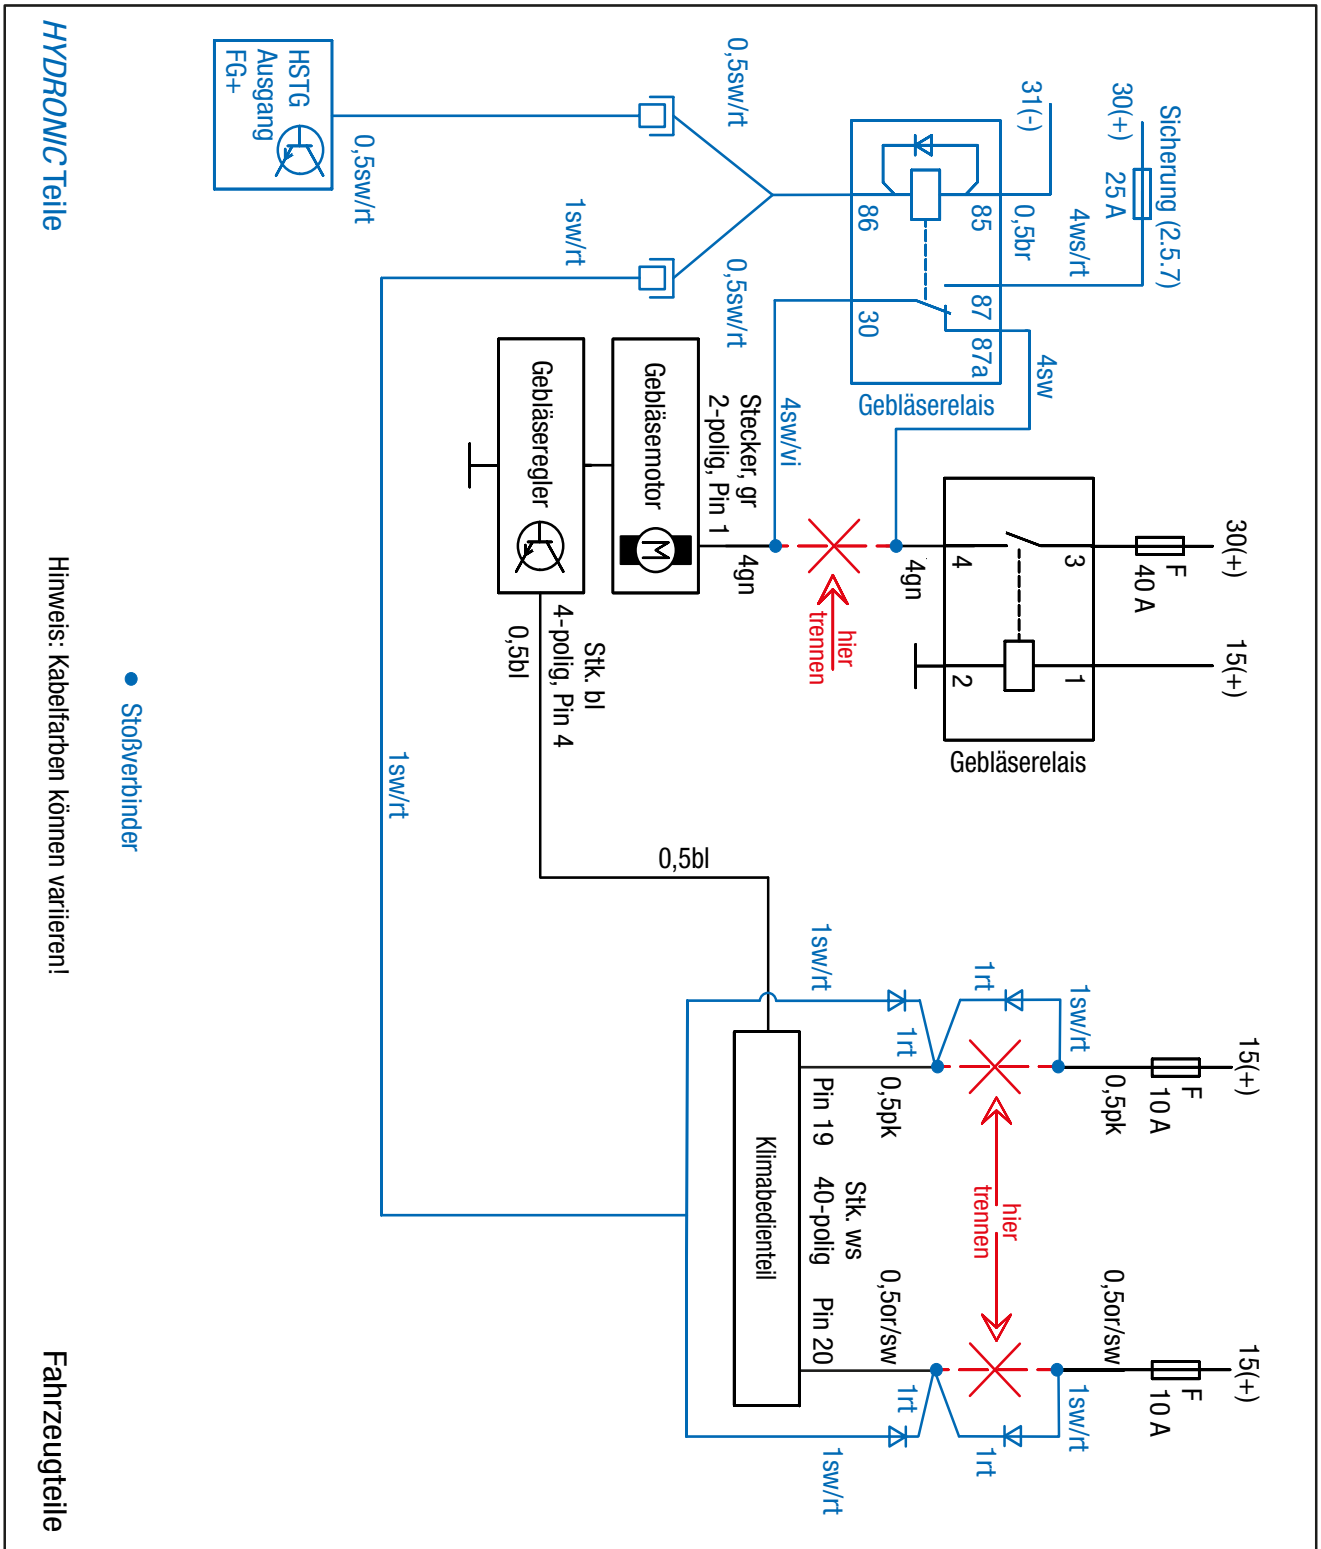 Sicherung (2.5.7)
30(+)
25 A
31(-)
4ws/rt
0,5br
85
86
87
87a
30
4sw
Gebläserelais
0,5sw/rt
0,5sw/rt
0,5sw/rt
1sw/rt
HSTG
Ausgang
FG+
4sw/vi
Stecker, gr
2-polig, Pin 1
4gn
Gebläsemotor
M
Gebläseregler
Stk. bl
4-polig, Pin 4
0,5bl
30(+)
F
40 A
15(+)
3
4
1
2
Gebläserelais
4gn
hier
trennen
0,5bl
1sw/rt
15(+)
F
10 A
0,5pk
1sw/rt
1rt
1sw/rt
1rt
0,5pk
Pin 19
Stk. ws
40-polig
Pin 20
Klimabedienteil
hier
trennen
15(+)
F
10 A
0,5or/sw
0,5or/sw
1sw/rt
1rt
1rt
1sw/rt
● Stoßverbinder
HYDRONIC Teile
Hinweis: Kabelfarben können variieren!
Fahrzeugteile